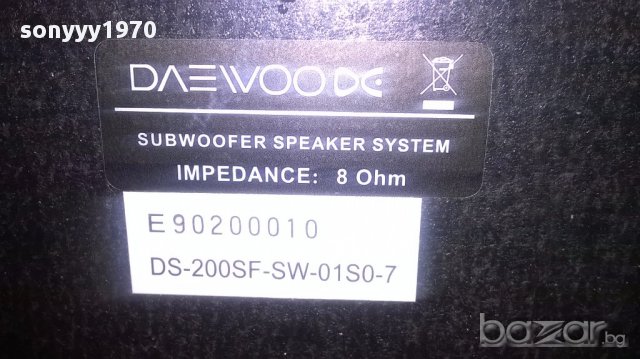 sonyyy1970
DAEWOO DE
SUBWOOFER SPEAKER SYSTEM
IMPEDANCE: 8 Ohm
E90200010
DS-200SF-SW-01S0-7
bazar.bg